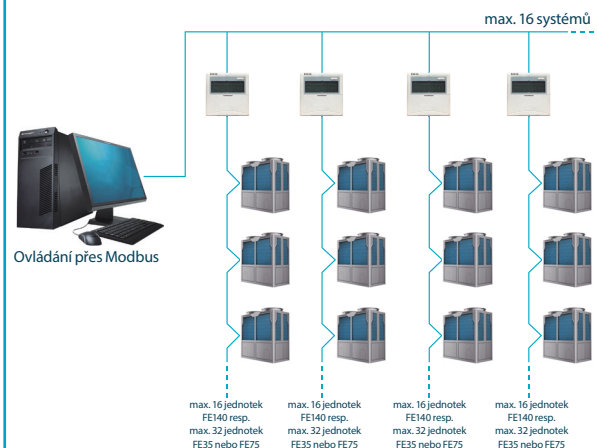 max. 16 systémů
Ovládání přes Modbus
max. 16 jednotek
FE140 resp.
max. 32 jednotek
FE35 nebo FE75
max. 16 jednotek
FE140 resp.
max. 32 jednotek
FE35 nebo FE75
max. 16 jednotek
FE140 resp.
max. 32 jednotek
FE35 nebo FE75
max. 16 jednotek
FE140 resp.
max. 32 jednotek
FE35 nebo FE75